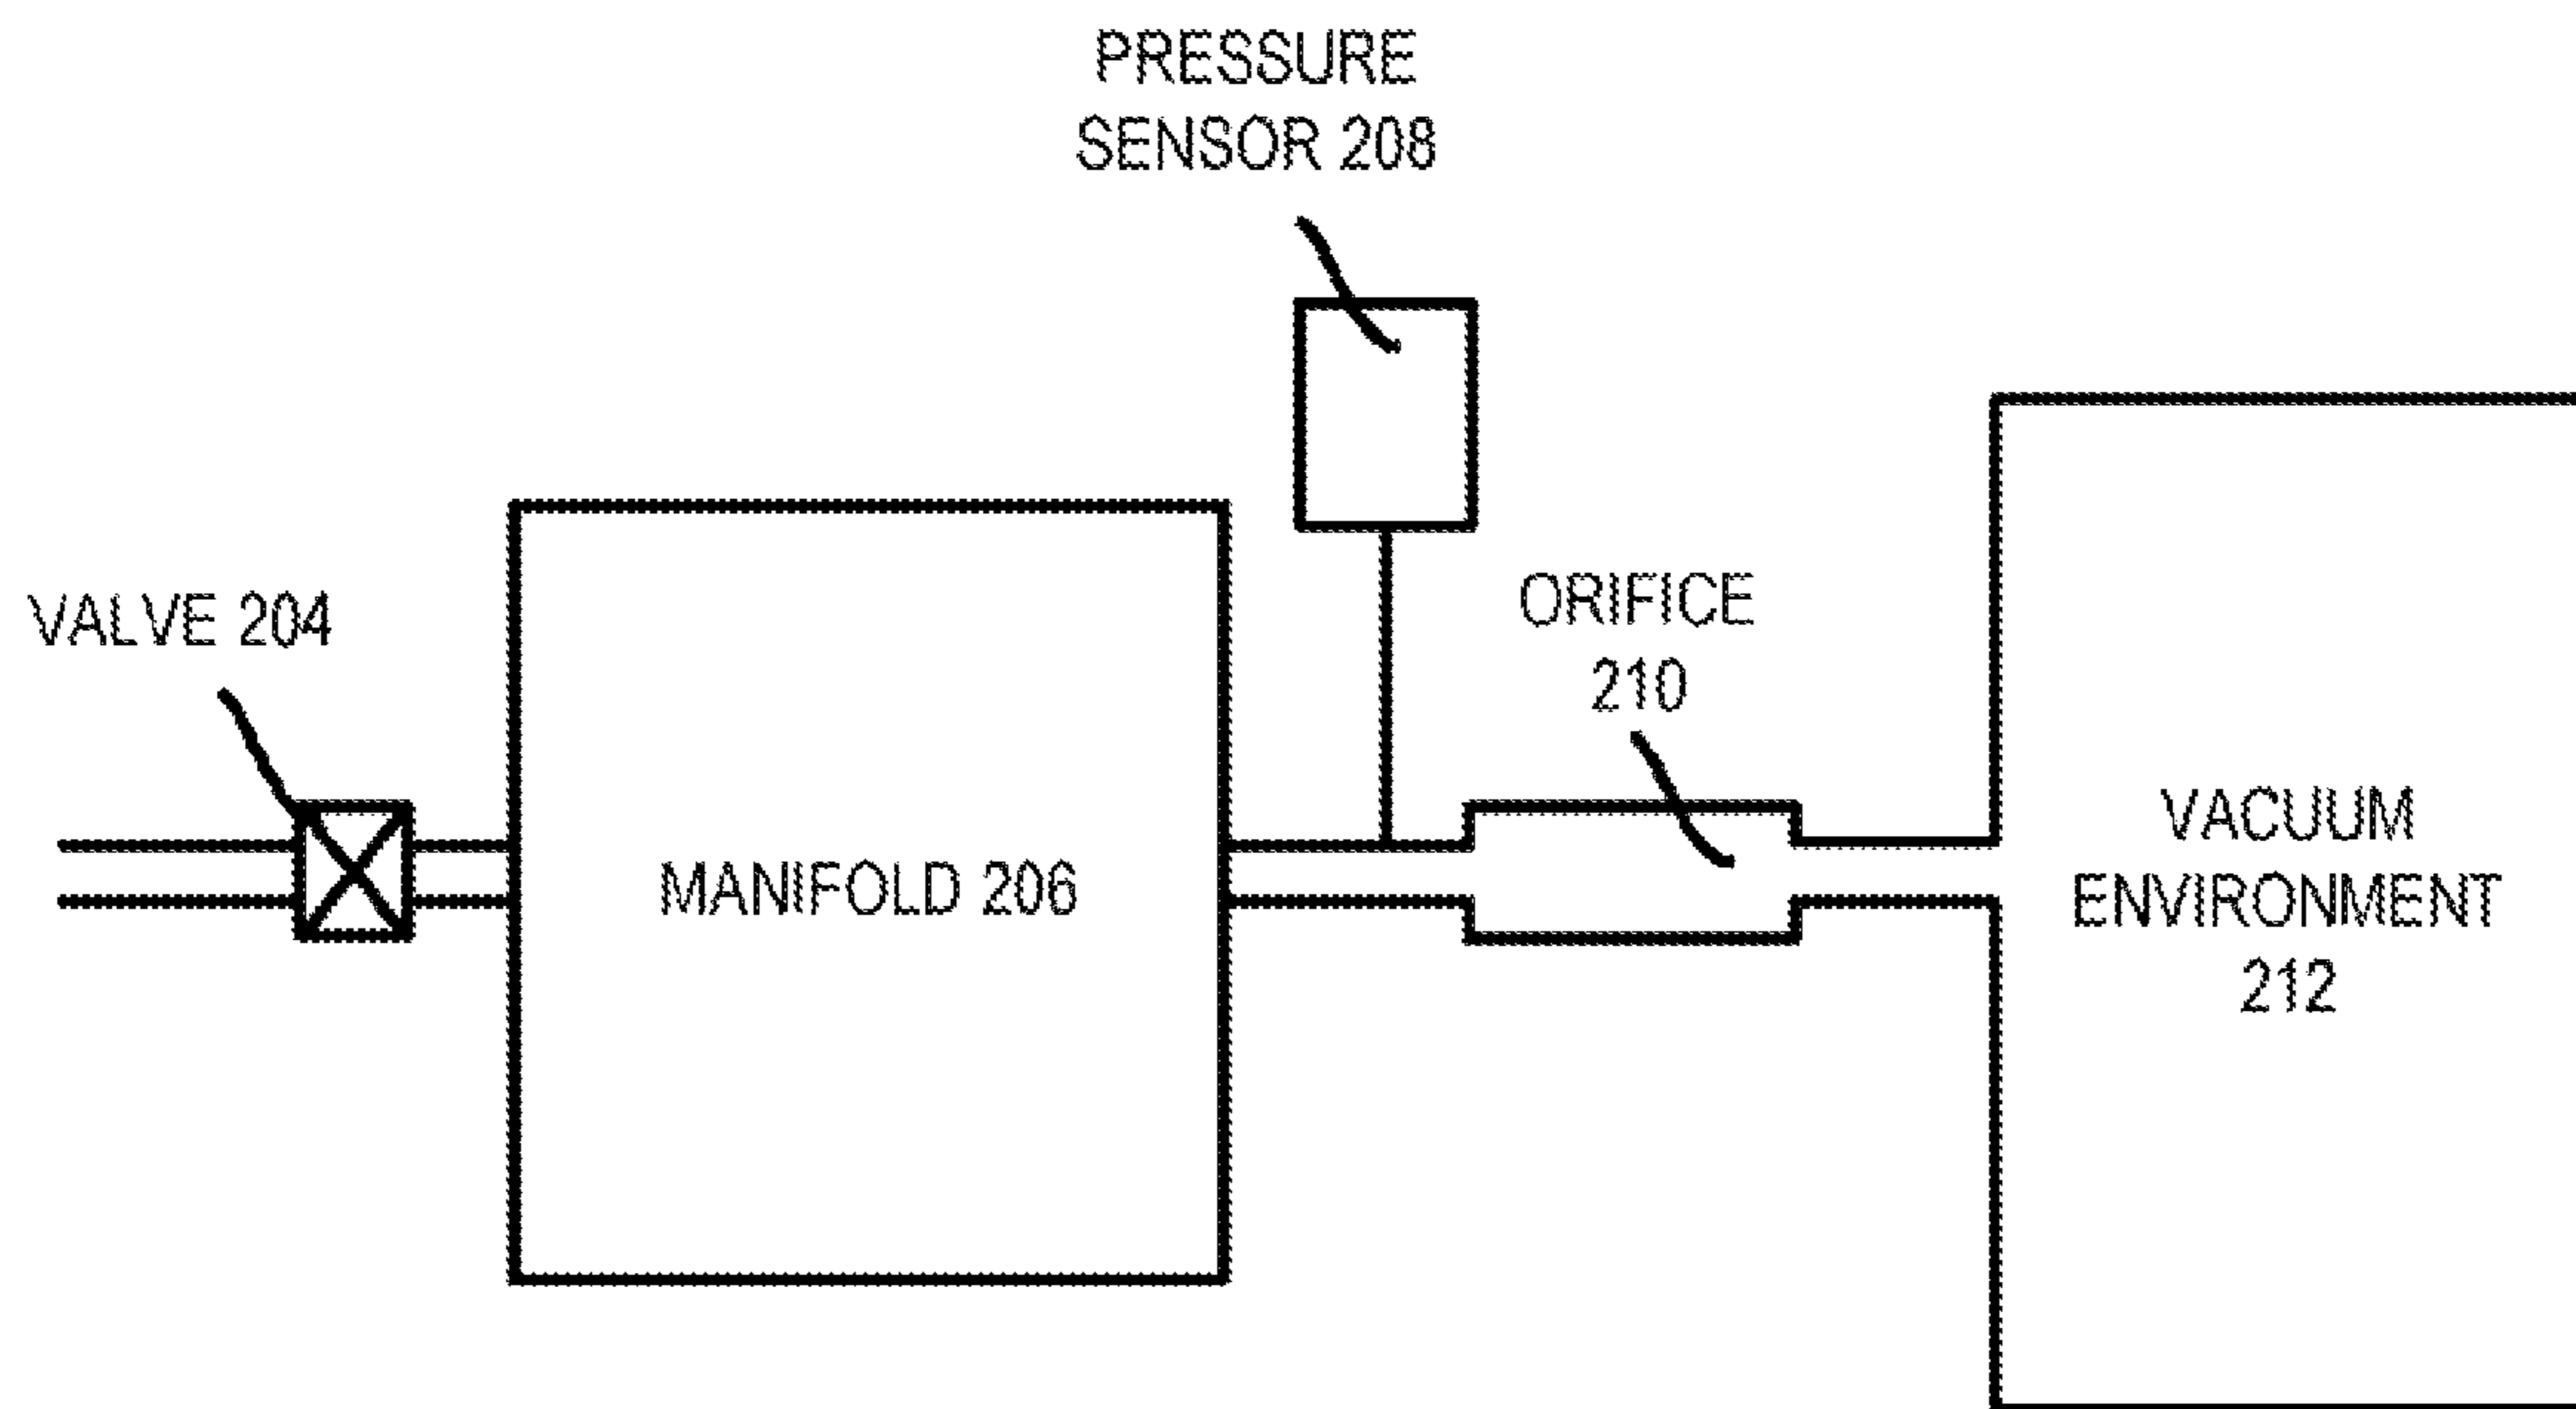 PRESSURE
SENSOR 208
VALVE 204
ORIFICE
210
MANIFOLD 206
VACUUM
ENVIRONMENT
212